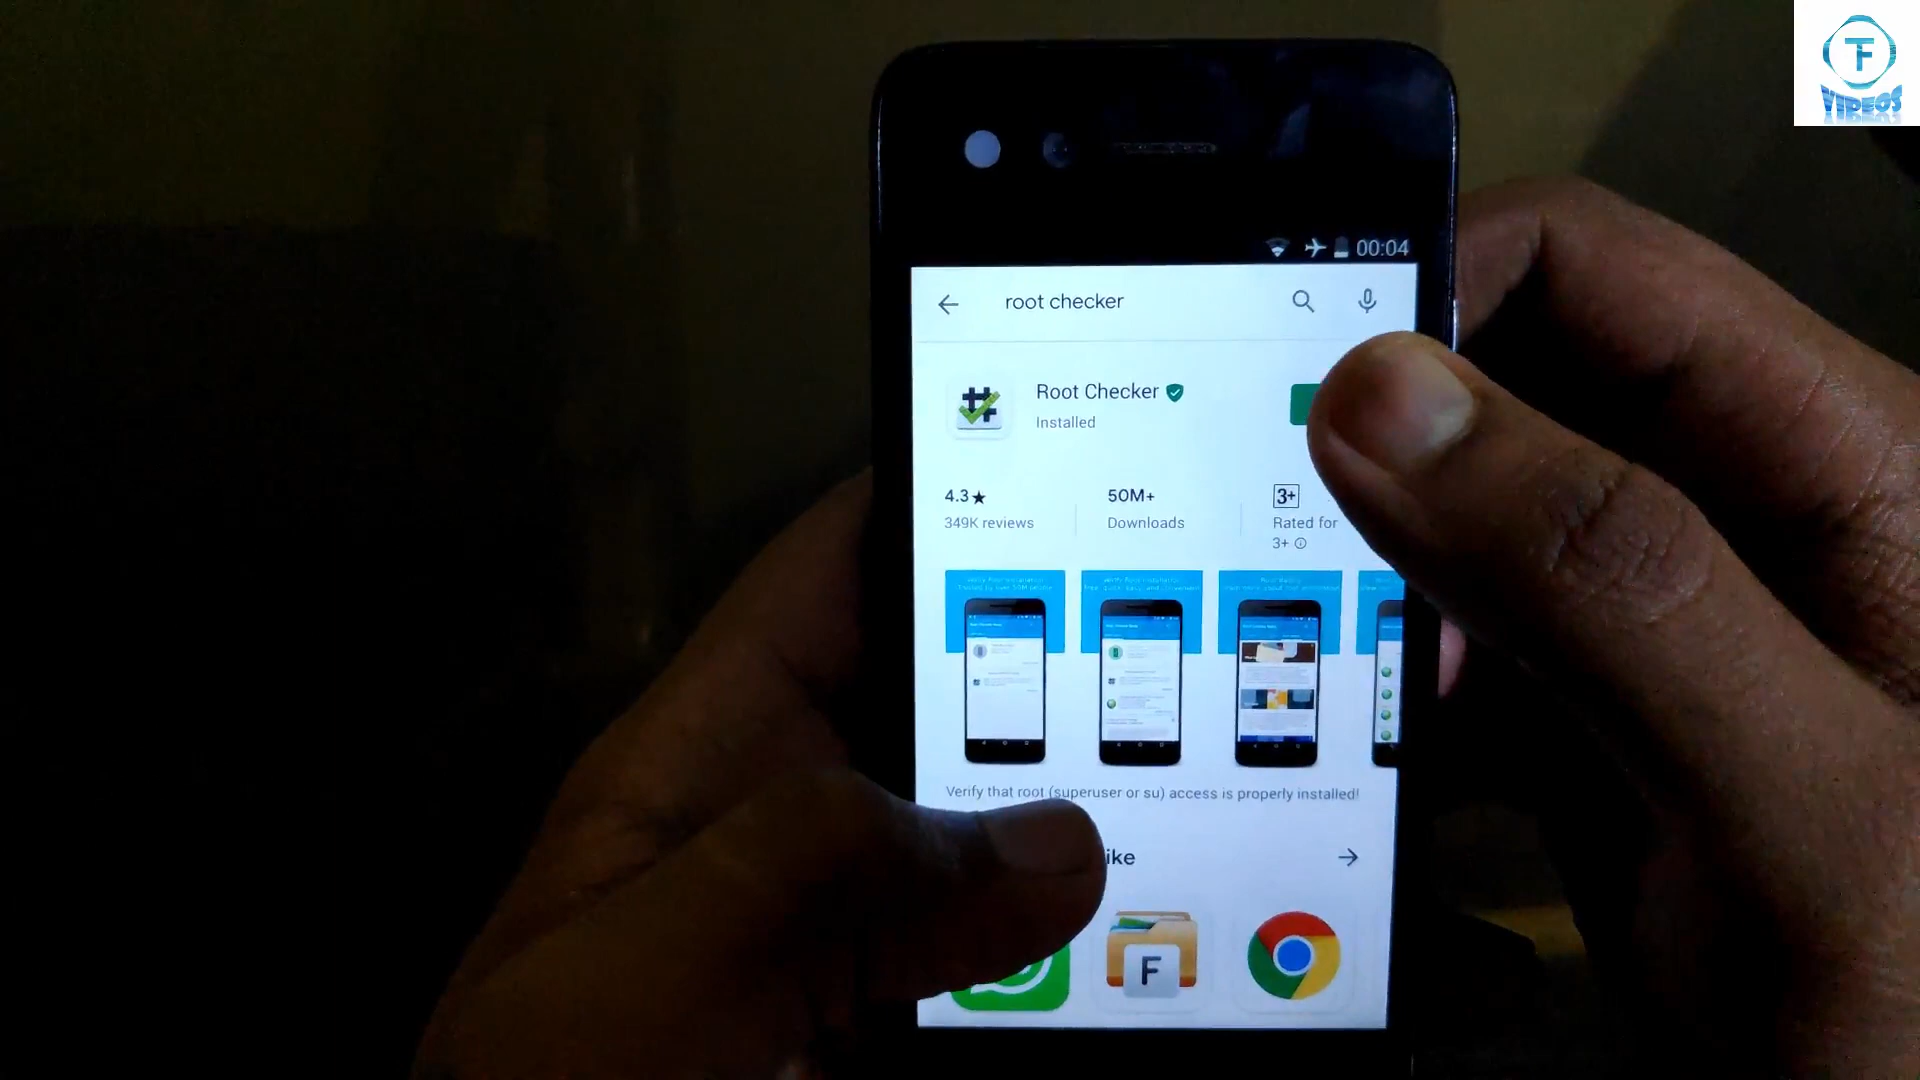 TF
VIDEOS
00:04
root checker
Root Checker
Installed
4.3★
349K reviews
50M+
Downloads
3+
Rated for
3+
Verify that root (superuser or su) access is properly installed!
ike
F